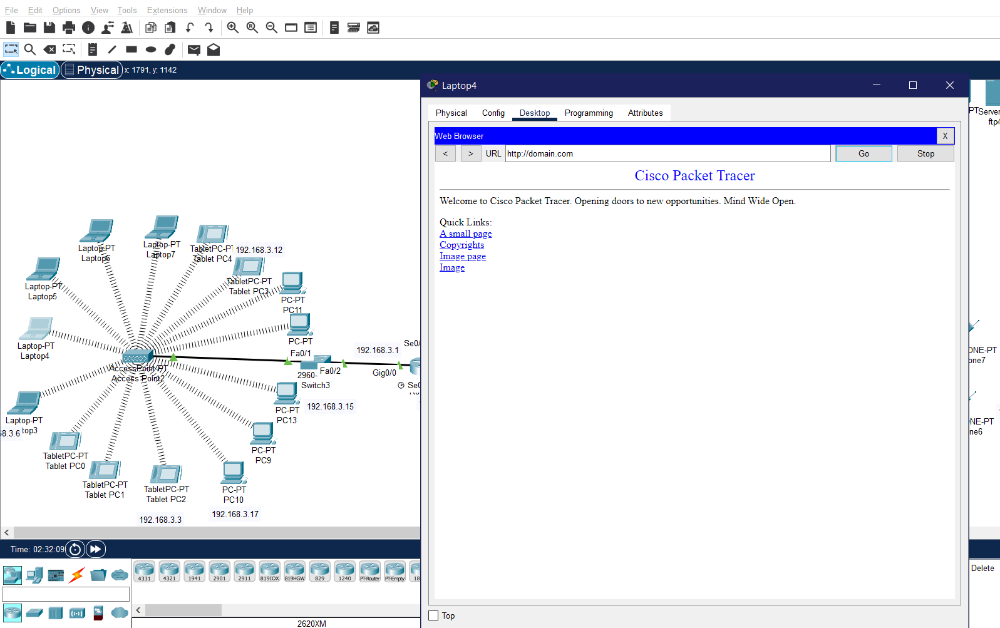 File Edit Options View Tools Extensions Window Help
Logical Physical x: 1791, y: 1142
Laptop4
Physical Config Desktop Programming Attributes
Web Browser X
< > URL http://domain.com Go Stop
Cisco Packet Tracer
Welcome to Cisco Packet Tracer. Opening doors to new opportunities. Mind Wide Open.
Quick Links:
A small page
Copyrights
Image page
Image
Laptop-PT
Laptop6
Laptop-PT
Laptop7
TabletPC-PT
Tablet PC4
192.168.3.12
TabletPC-PT
Tablet PC3
Laptop-PT
Laptop5
PC-PT
PC11
PC-PT
Laptop-PT
Laptop4
AccessPoint-PT
Access Point2
Fa0/1
2960-
Switch3
Fa0/2
192.168.3.1
Gig0/0
Se0/
Se0
PC-PT
PC13
192.168.3.15
Laptop-PT
top3
8.3.6
TabletPC-PT
Tablet PC0
TabletPC-PT
Tablet PC1
TabletPC-PT
Tablet PC2
192.168.3.3
PC-PT
PC9
PC-PT
PC10
192.168.3.17
PT
Server
ftp4
ONE-PT
one7
NE-PT
ne6
Time: 02:32:09
4331 4321 1941 2901 2911 819IOX 819HGW 829 1240 PT-Router PT-Empty 18
2620XM
Top
Delete